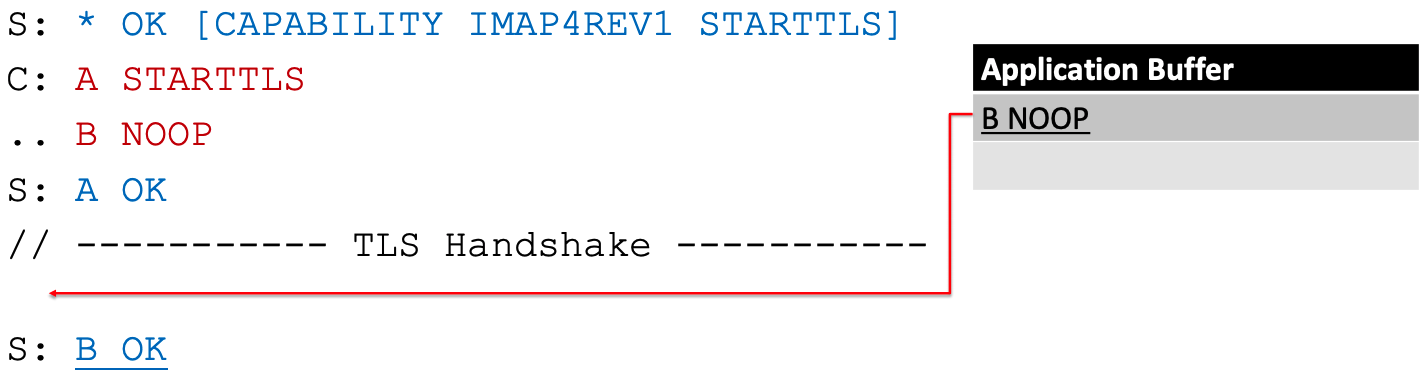 S: * OK [CAPABILITY IMAP4REV1 STARTTLS]
C: A STARTTLS
.. B NOOP
S: A OK
// ----------- TLS Handshake -----------
S: B OK
Application Buffer
B NOOP